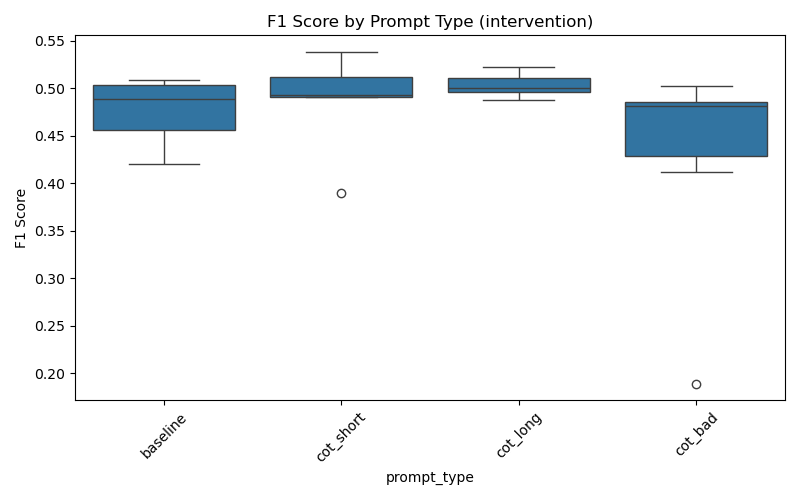 F1 Score by Prompt Type (intervention)
0.55
0.50
0.45
0.40
0.35
0.30
0.25
0.20
F1 Score
baseline
cot_short
cot_long
cot_bad
prompt_type